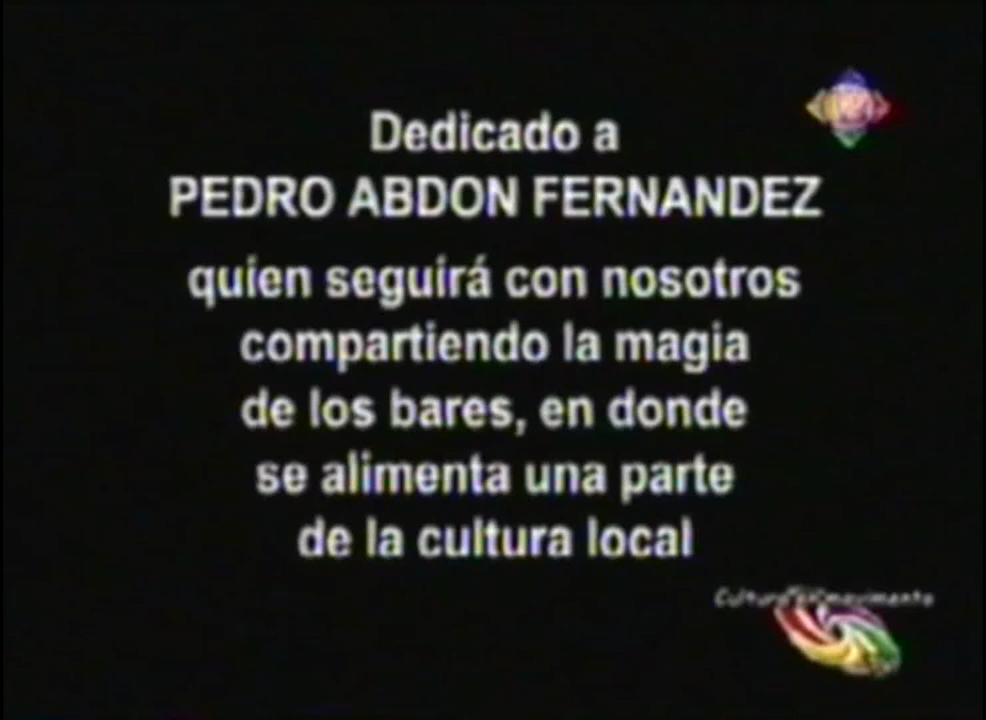 Dedicado a
PEDRO ABDON FERNANDEZ
quien seguirá con nosotros
compartiendo la magia
de los bares, en donde
se alimenta una parte
de la cultura local